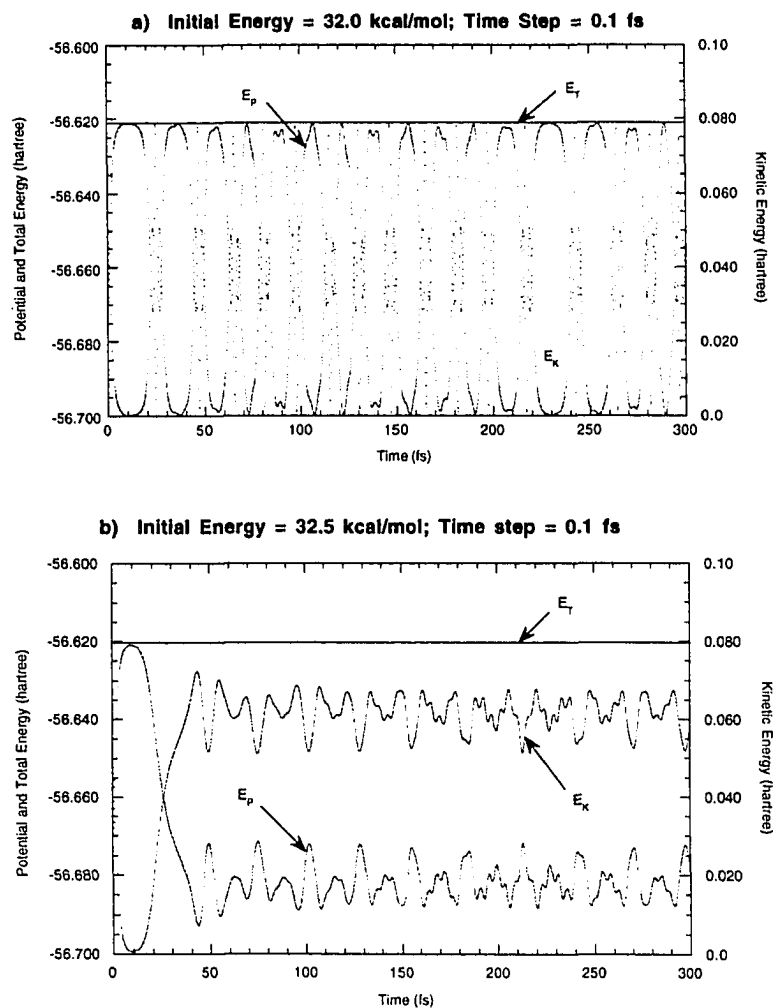 a) Initial Energy = 32.0 kcal/mol; Time Step = 0.1 fs
Potential and Total Energy (hartree)
-56.600
-56.620
-56.640
-56.660
-56.680
-56.700
E_P
E_T
E_K
0.10
0.080
0.060
0.040
0.020
0.0
Kinetic Energy (hartree)
0 50 100 150 200 250 300
Time (fs)
b) Initial Energy = 32.5 kcal/mol; Time step = 0.1 fs
Potential and Total Energy (hartree)
-56.600
-56.620
-56.640
-56.660
-56.680
-56.700
E_T
E_K
E_P
0.10
0.080
0.060
0.040
0.020
0.0
Kinetic Energy (hartree)
0 50 100 150 200 250 300
Time (fs)